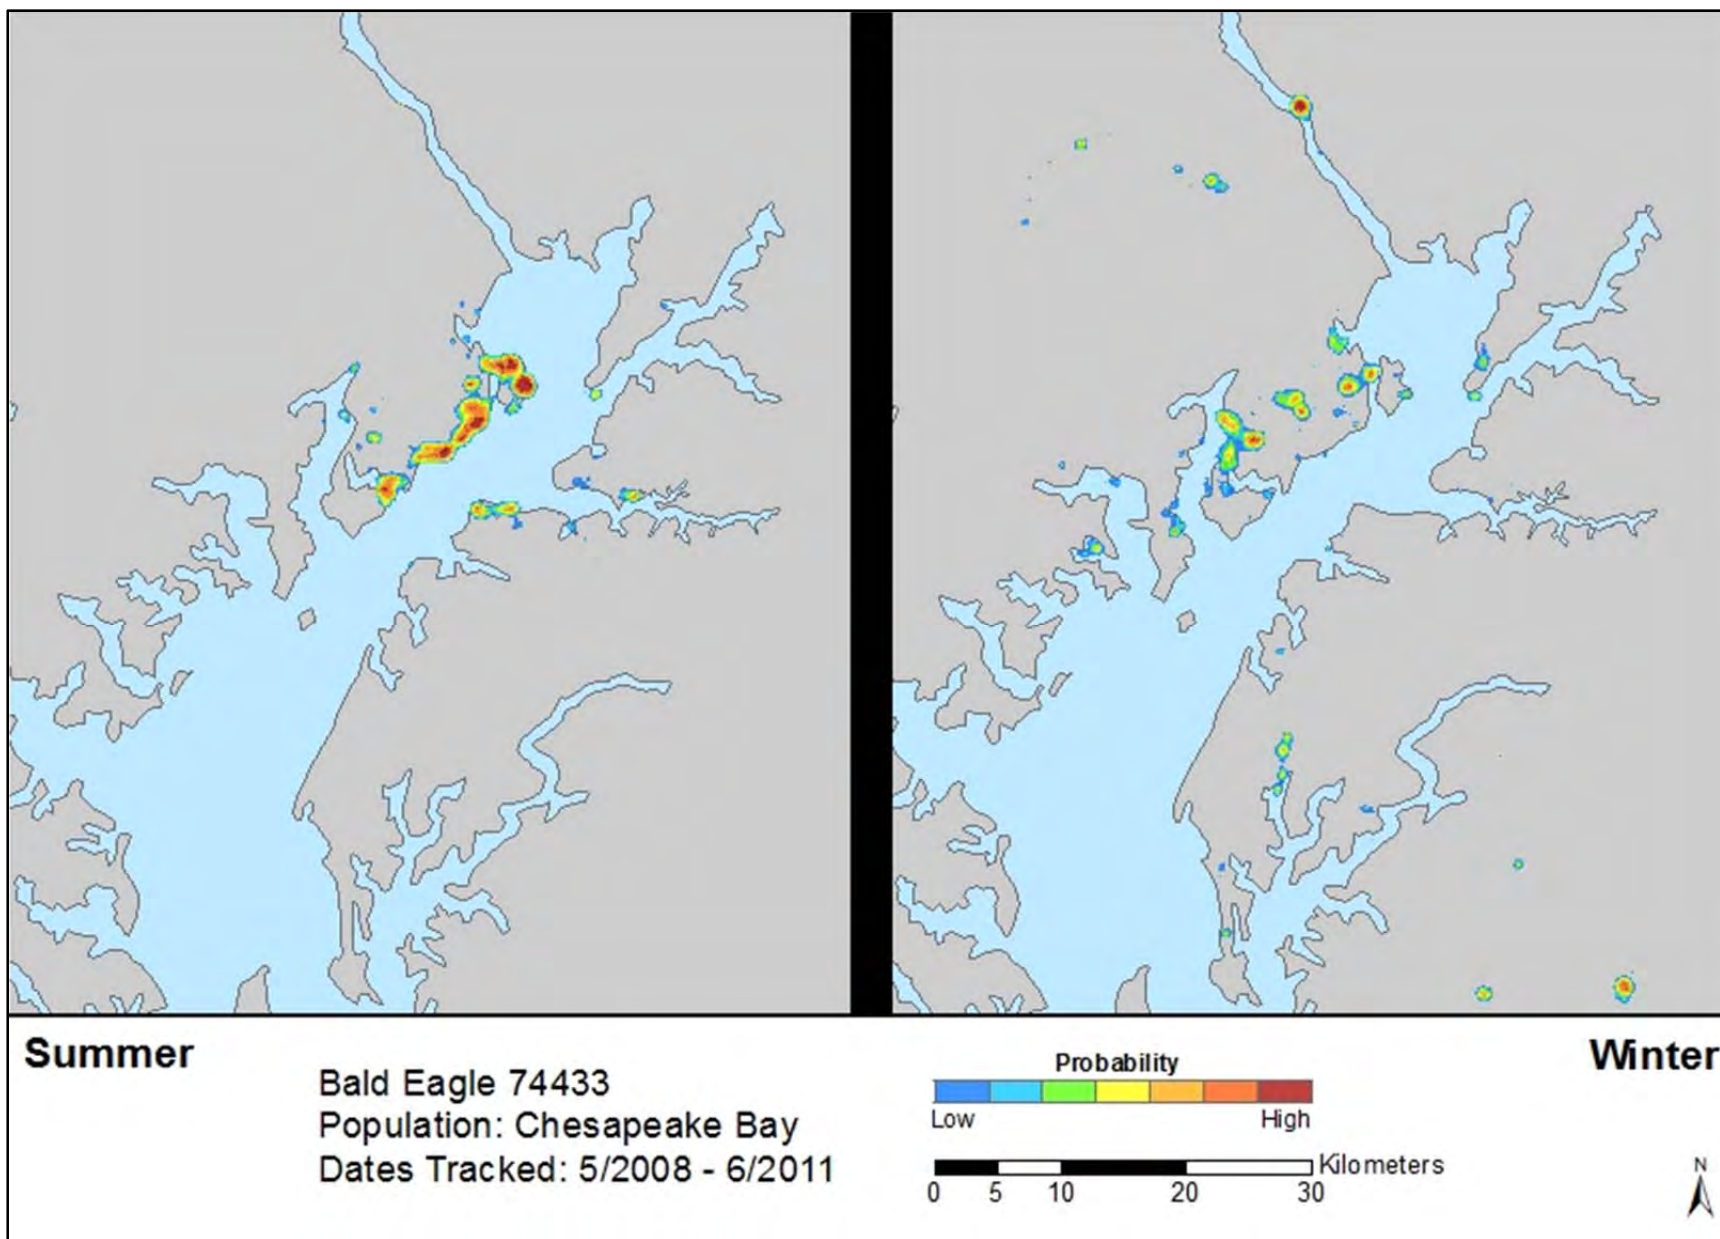 Summer
Winter
Bald Eagle 74433
Population: Chesapeake Bay
Dates Tracked: 5/2008 - 6/2011
Probability
Low High
Kilometers
0 5 10 20 30
N